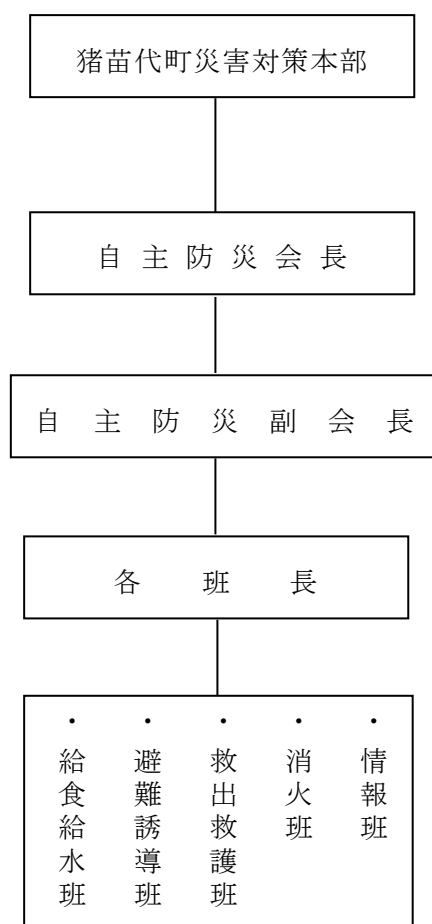 猪苗代町災害対策本部
自主防災会長
自主防災副会長
各班長
・情報班
・消火班
・救出救護班
・避難誘導班
・給食給水班